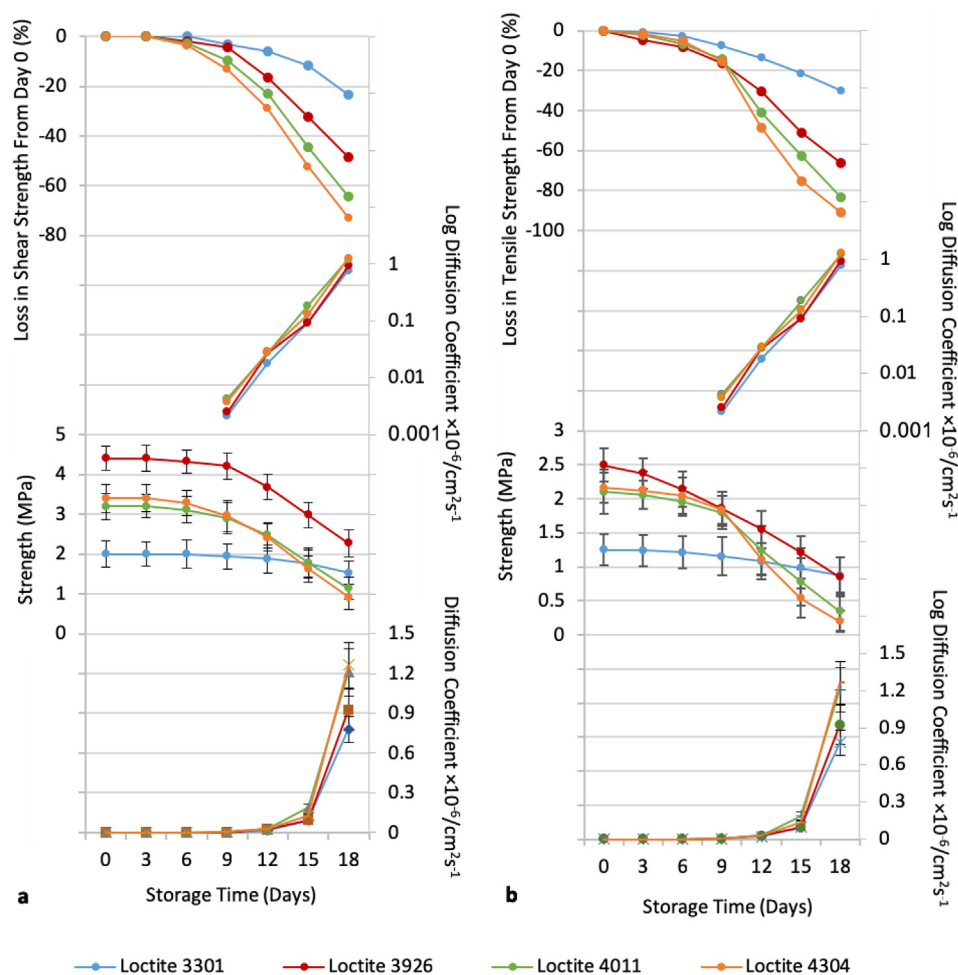 Loss in Shear Strength From Day 0 (%)
0
-20
-40
-60
-80
Log Diffusion Coefficient ×10-6/cm2s-1
1
0.1
0.01
0.001
Strength (MPa)
5
4
3
2
1
0
Diffusion Coefficient ×10-6/cm2s-1
1.5
1.2
0.9
0.6
0.3
0
0 3 6 9 12 15 18
Storage Time (Days)
a
Loss in Tensile Strength From Day 0 (%)
0
-20
-40
-60
-80
-100
Log Diffusion Coefficient ×10-6/cm2s-1
1
0.1
0.01
0.001
Strength (MPa)
3
2.5
2
1.5
1
0.5
0
Log Diffusion Coefficient ×10-6/cm2s-1
1.5
1.2
0.9
0.6
0.3
0
0 3 6 9 12 15 18
Storage Time (Days)
b
Loctite 3301 Loctite 3926 Loctite 4011 Loctite 4304